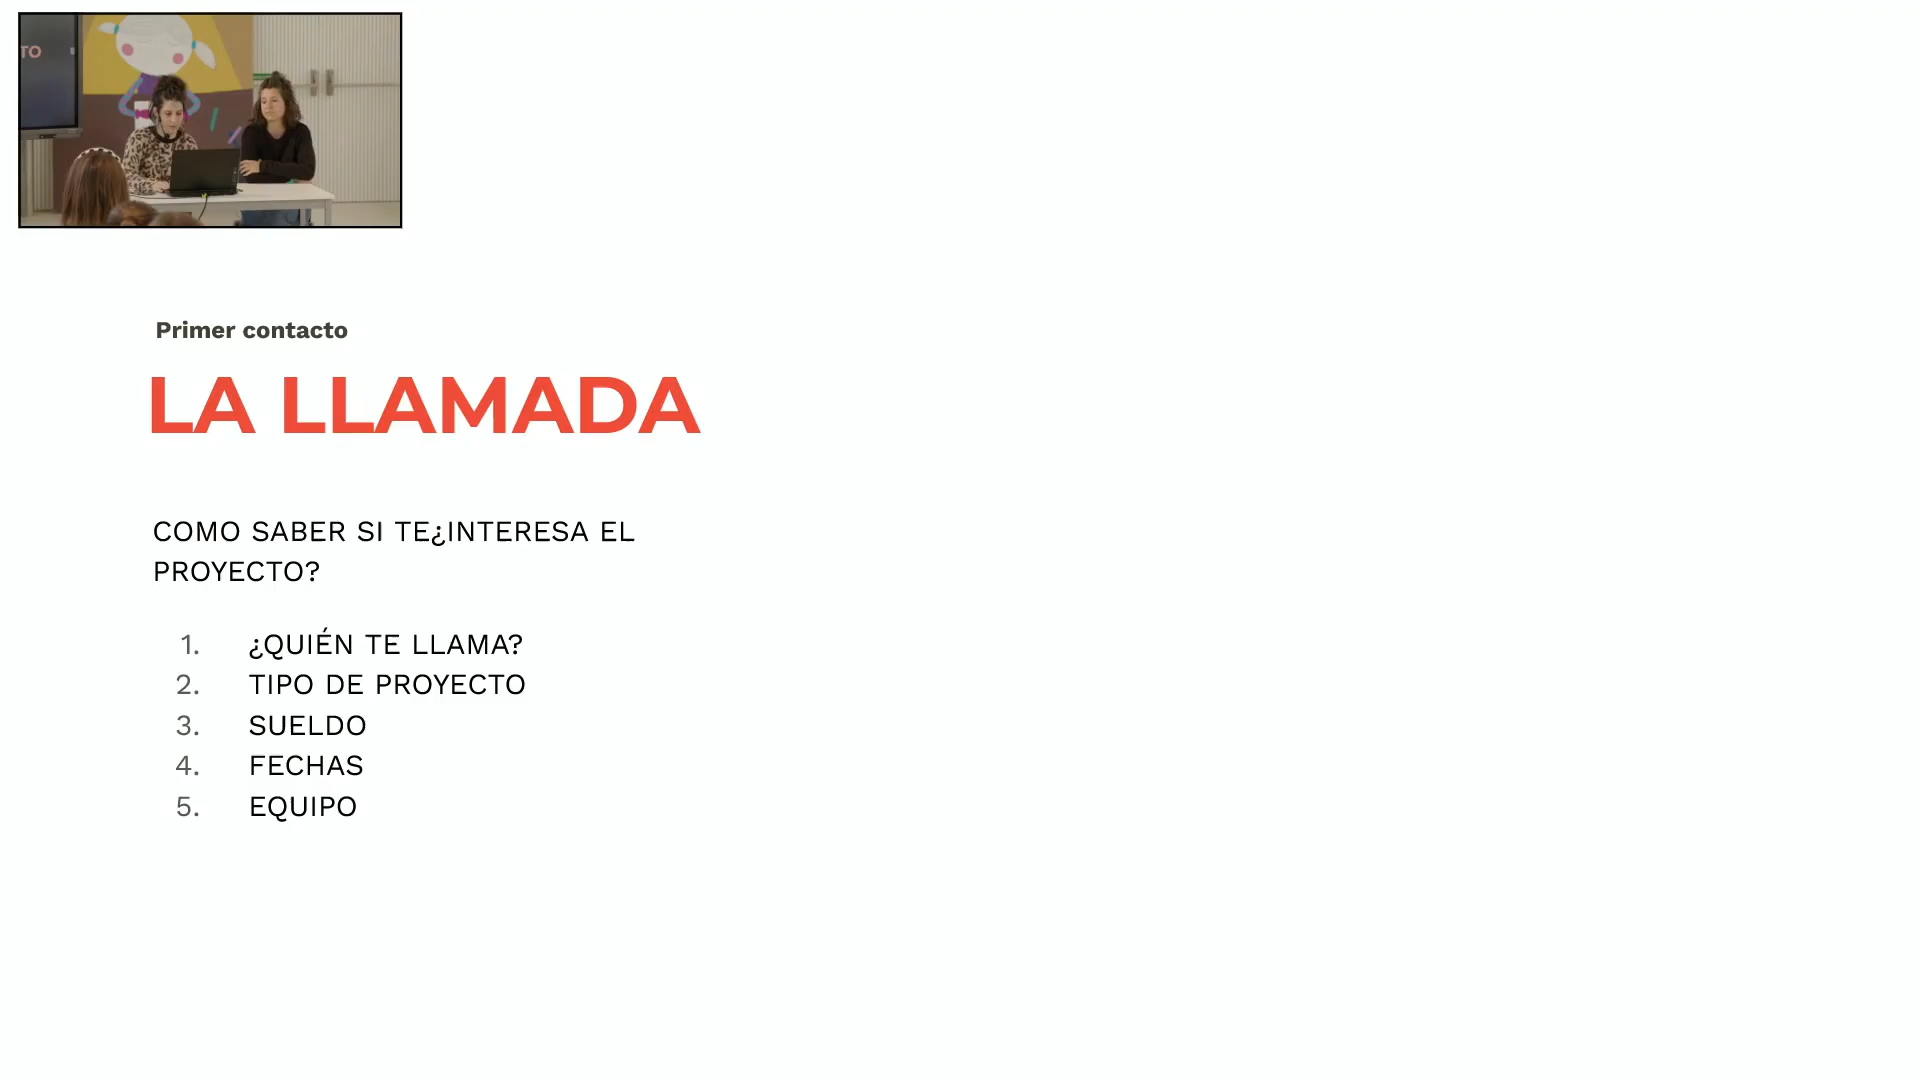 TO
Primer contacto
LA LLAMADA
COMO SABER SI TE¿INTERESA EL
PROYECTO?
1. ¿QUIÉN TE LLAMA?
2. TIPO DE PROYECTO
3. SUELDO
4. FECHAS
5. EQUIPO